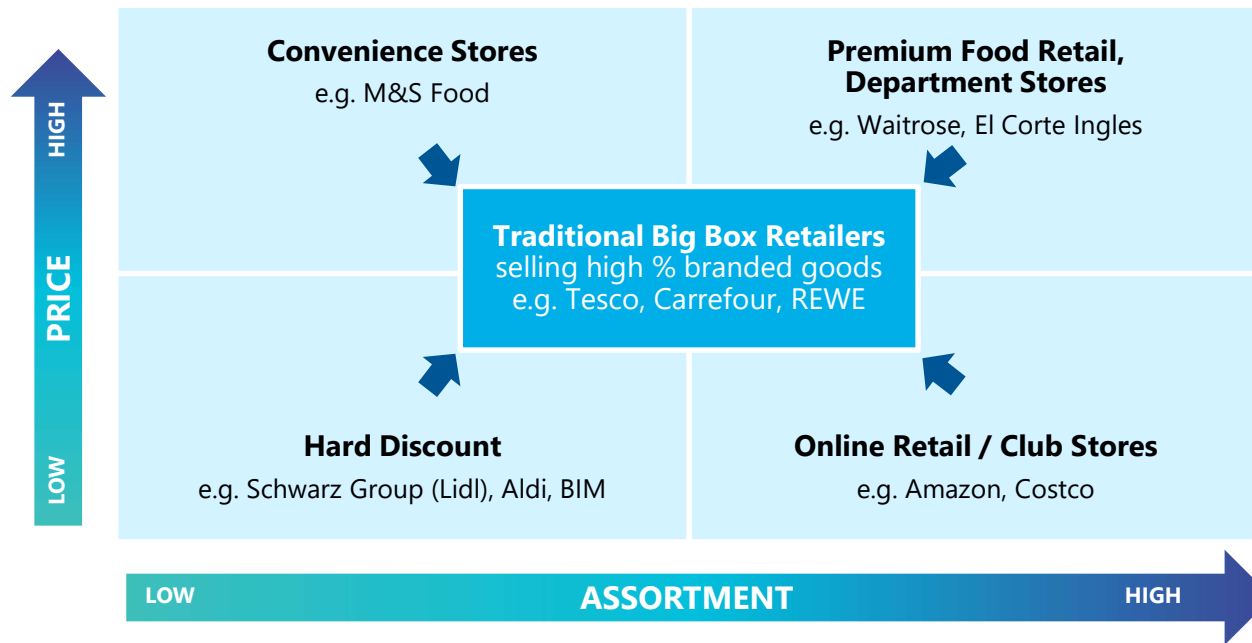 Convenience Stores
e.g. M&S Food
Premium Food Retail,
Department Stores
e.g. Waitrose, El Corte Ingles
HIGH
PRICE
LOW
Traditional Big Box Retailers
selling high % branded goods
e.g. Tesco, Carrefour, REWE
Hard Discount
e.g. Schwarz Group (Lidl), Aldi, BIM
Online Retail / Club Stores
e.g. Amazon, Costco
LOW
ASSORTMENT
HIGH